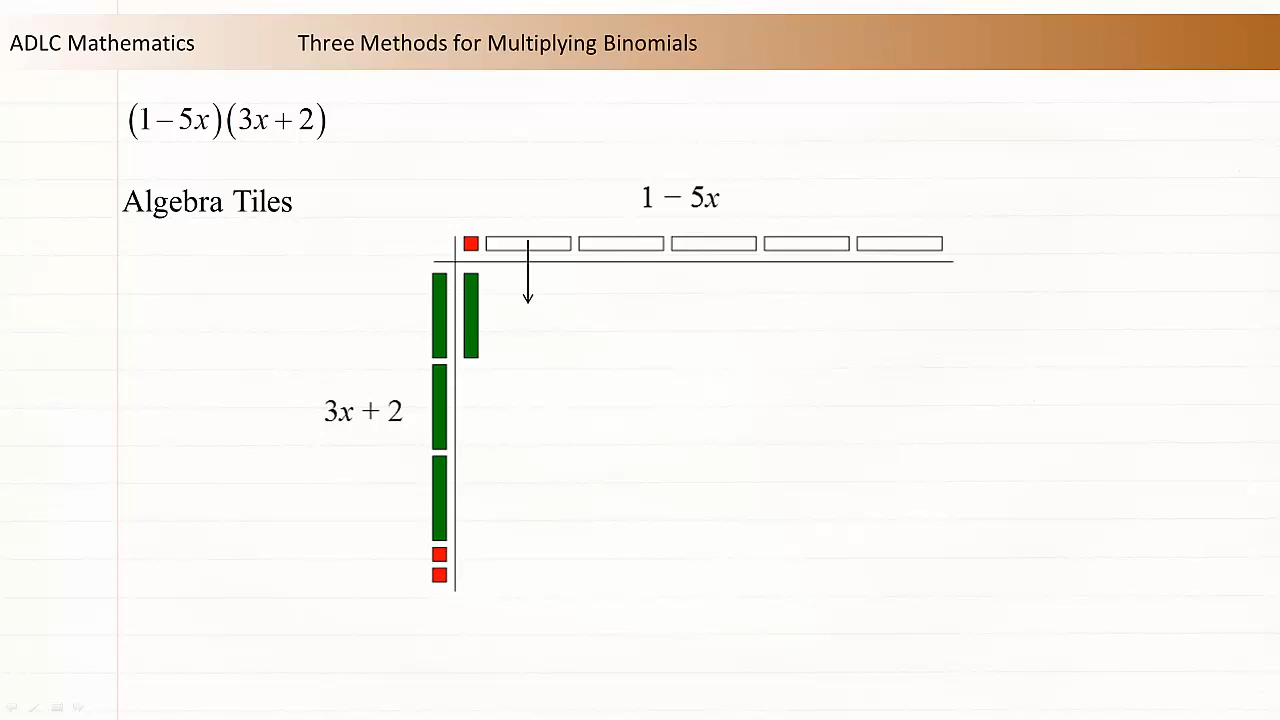 ADLC Mathematics Three Methods for Multiplying Binomials
(1 – 5x)(3x + 2)
Algebra Tiles
1 − 5x
3x + 2